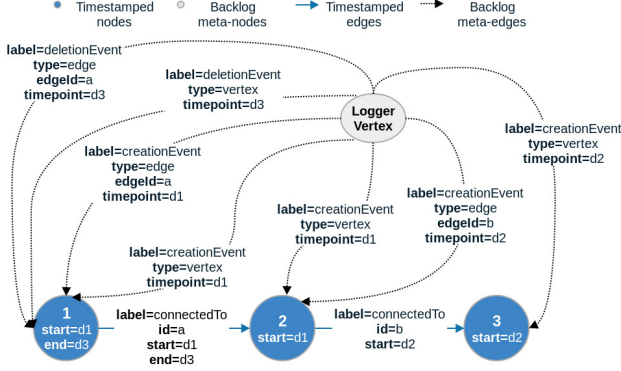 Timestamped
nodes
Backlog
meta-nodes
Timestamped
edges
Backlog
meta-edges
label=deletionEvent
type=edge
edgeId=a
timepoint=d3
label=deletionEvent
type=vertex
timepoint=d3
Logger
Vertex
label=creationEvent
type=vertex
timepoint=d2
label=creationEvent
type=edge
edgeId=a
timepoint=d1
label=creationEvent
type=vertex
timepoint=d1
label=creationEvent
type=edge
edgeId=b
timepoint=d2
label=creationEvent
type=vertex
timepoint=d1
1
start=d1
end=d3
label=connectedTo
id=a
start=d1
end=d3
2
start=d1
label=connectedTo
id=b
start=d2
3
start=d2